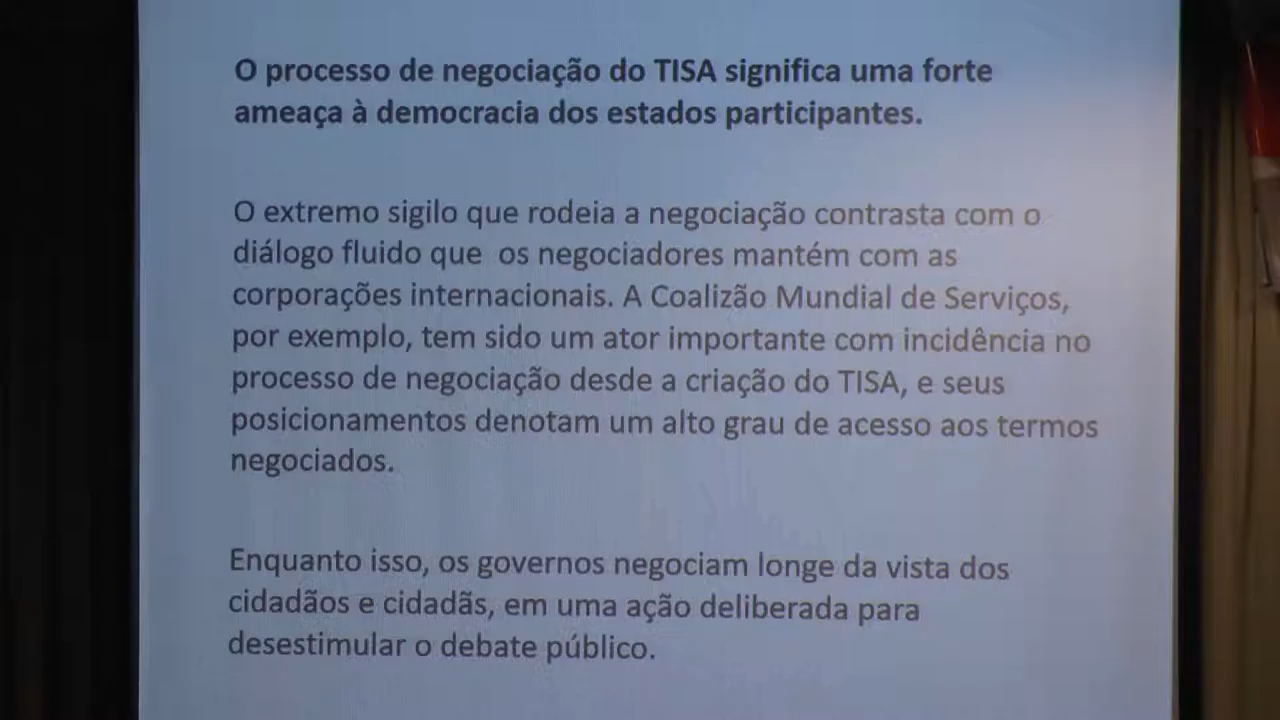 O processo de negociação do TISA significa uma forte
ameaça à democracia dos estados participantes.
O extremo sigilo que rodeia a negociação contrasta com o
diálogo fluido que  os negociadores mantém com as
corporações internacionais. A Coalizão Mundial de Serviços,
por exemplo, tem sido um ator importante com incidência no
processo de negociação desde a criação do TISA, e seus
posicionamentos denotam um alto grau de acesso aos termos
negociados.
Enquanto isso, os governos negociam longe da vista dos
cidadãos e cidadãs, em uma ação deliberada para
desestimular o debate público.